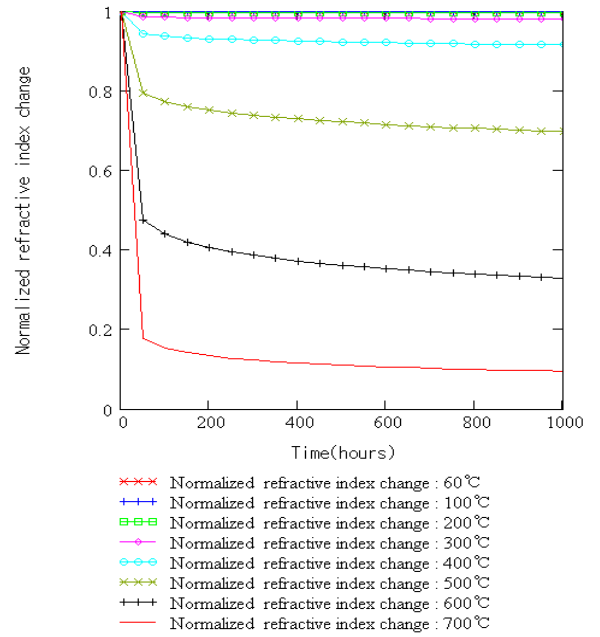 Normalized refractive index change
1
0.8
0.6
0.4
0.2
0
0 200 400 600 800 1000
Time(hours)
Normalized refractive index change : 60℃
Normalized refractive index change : 100℃
Normalized refractive index change : 200℃
Normalized refractive index change : 300℃
Normalized refractive index change : 400℃
Normalized refractive index change : 500℃
Normalized refractive index change : 600℃
Normalized refractive index change : 700℃